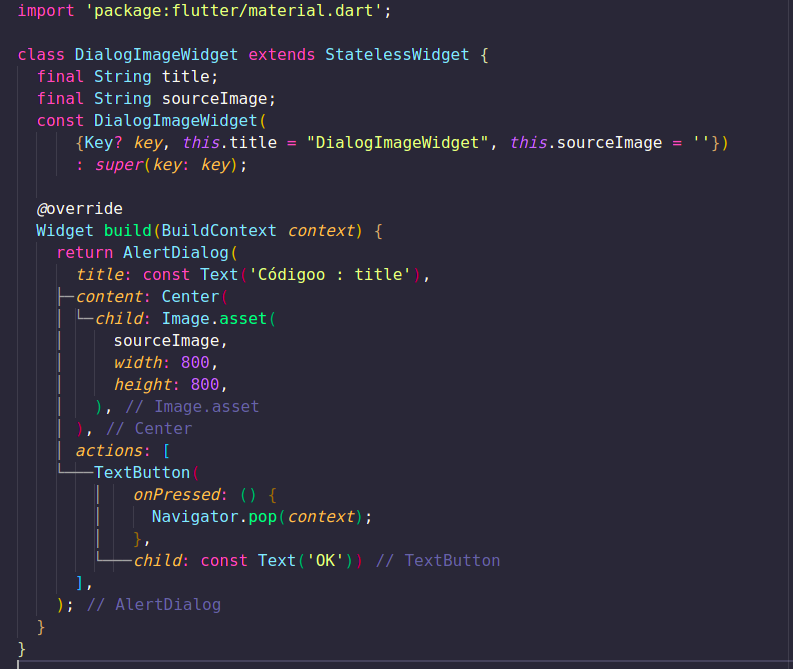 import 'package:flutter/material.dart';

class DialogImageWidget extends StatelessWidget {
  final String title;
  final String sourceImage;
  const DialogImageWidget(
      {Key? key, this.title = "DialogImageWidget", this.sourceImage = ''})
      : super(key: key);

  @override
  Widget build(BuildContext context) {
    return AlertDialog(
      title: const Text('Códigoo : title'),
      content: Center(
        child: Image.asset(
          sourceImage,
          width: 800,
          height: 800,
        ), // Image.asset
      ), // Center
      actions: [
        TextButton(
            onPressed: () {
              Navigator.pop(context);
            },
            child: const Text('OK')) // TextButton
      ],
    ); // AlertDialog
  }
}